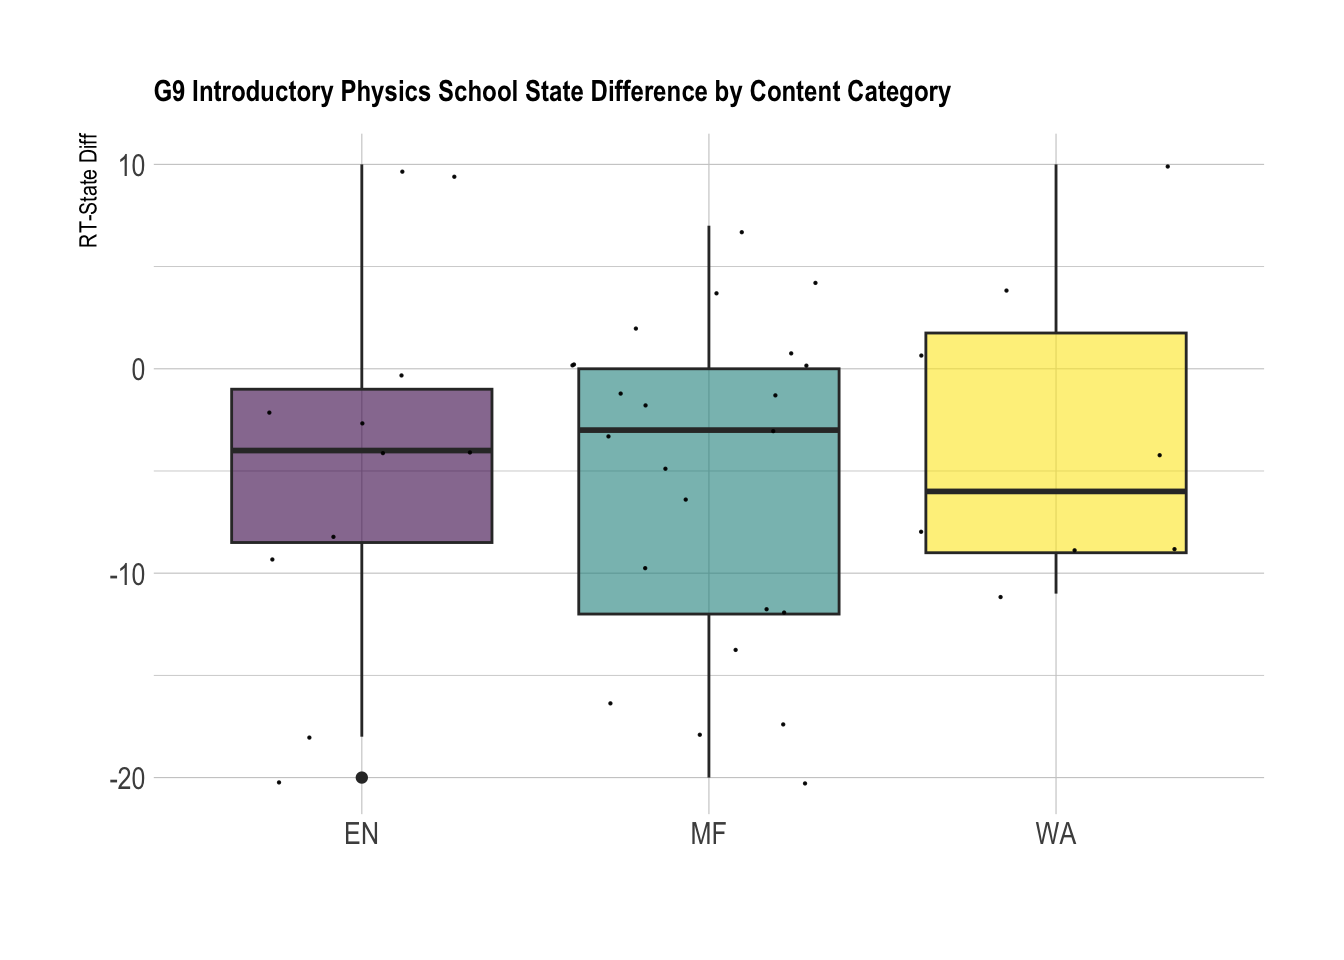 G9 Introductory Physics School State Difference by Content Category
RT-State Diff
10
0
-10
-20
EN MF WA